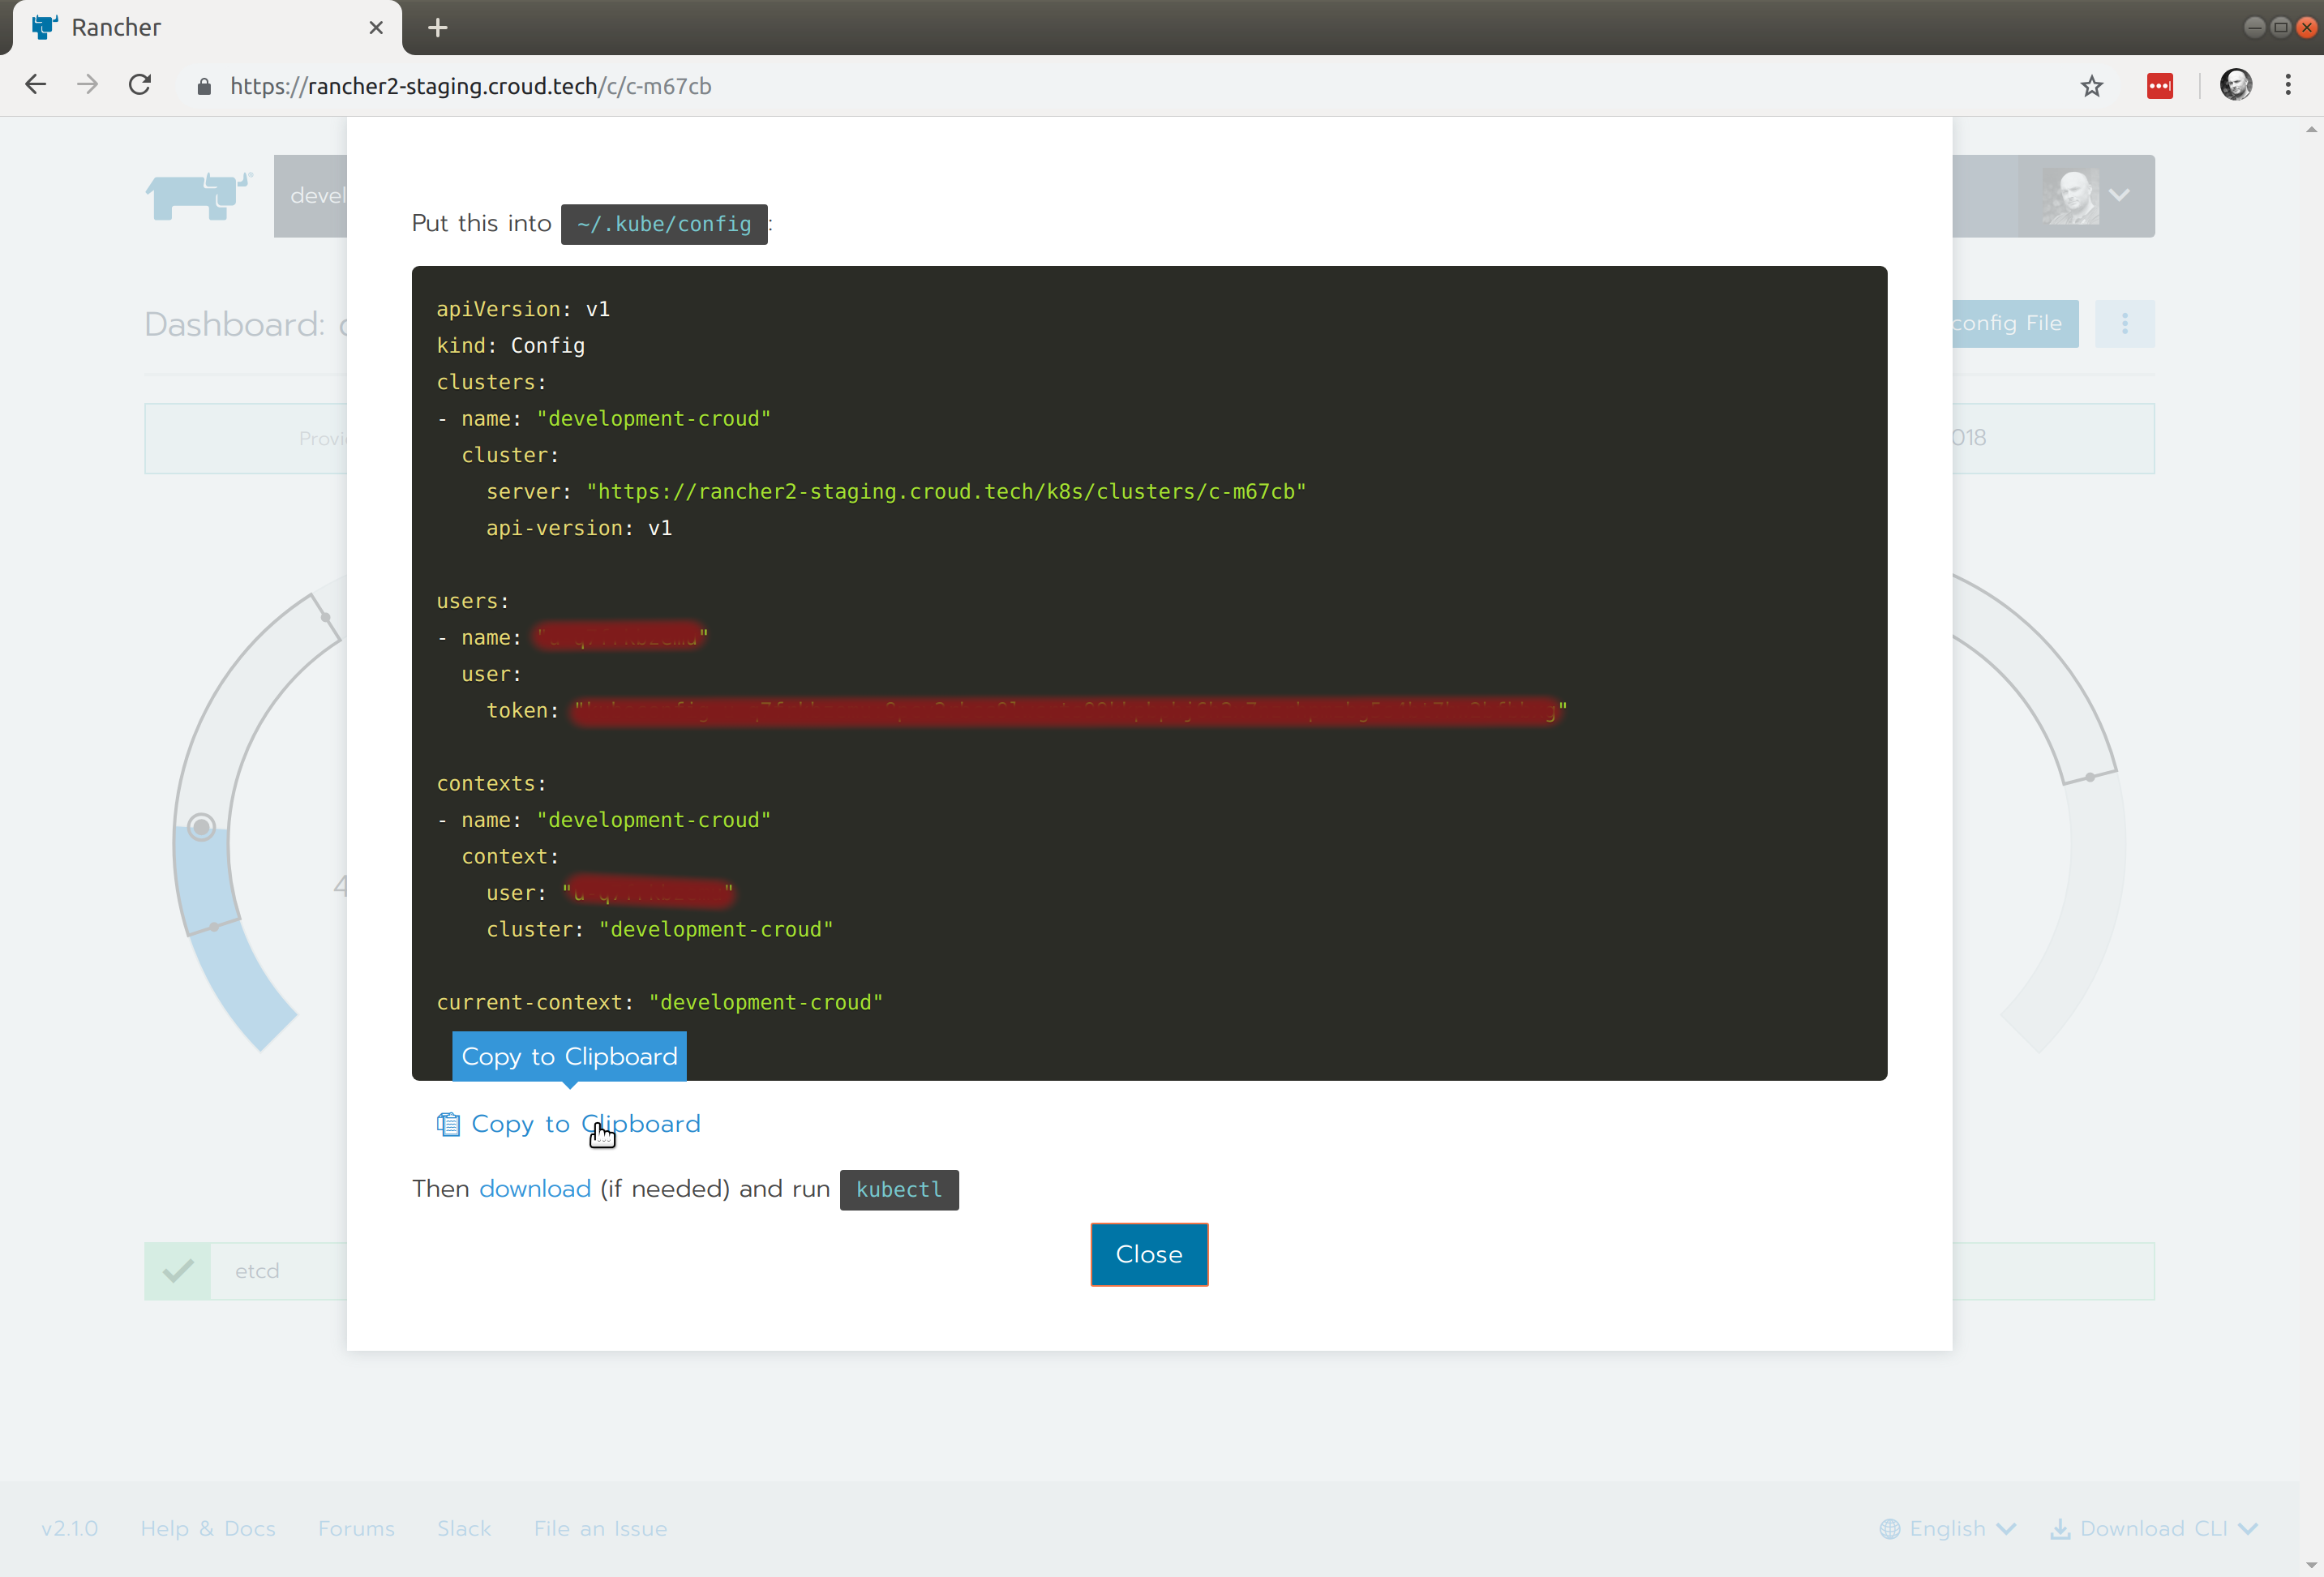 Rancher
https://rancher2-staging.croud.tech/c/c-m67cb
devel
Put this into ~/.kube/config:
Dashboard:
config File
018
apiVersion: v1
kind: Config
clusters:
- name: "development-croud"
cluster:
server: "https://rancher2-staging.croud.tech/k8s/clusters/c-m67cb"
api-version: v1
users:
- name:
user:
token:
contexts:
- name: "development-croud"
context:
user:
cluster: "development-croud"
current-context: "development-croud"
4
Copy to Clipboard
Copy to Clipboard
Then download (if needed) and run kubectl
Close
etcd
v2.1.0 Help & Docs Forums Slack File an Issue English Download CLI